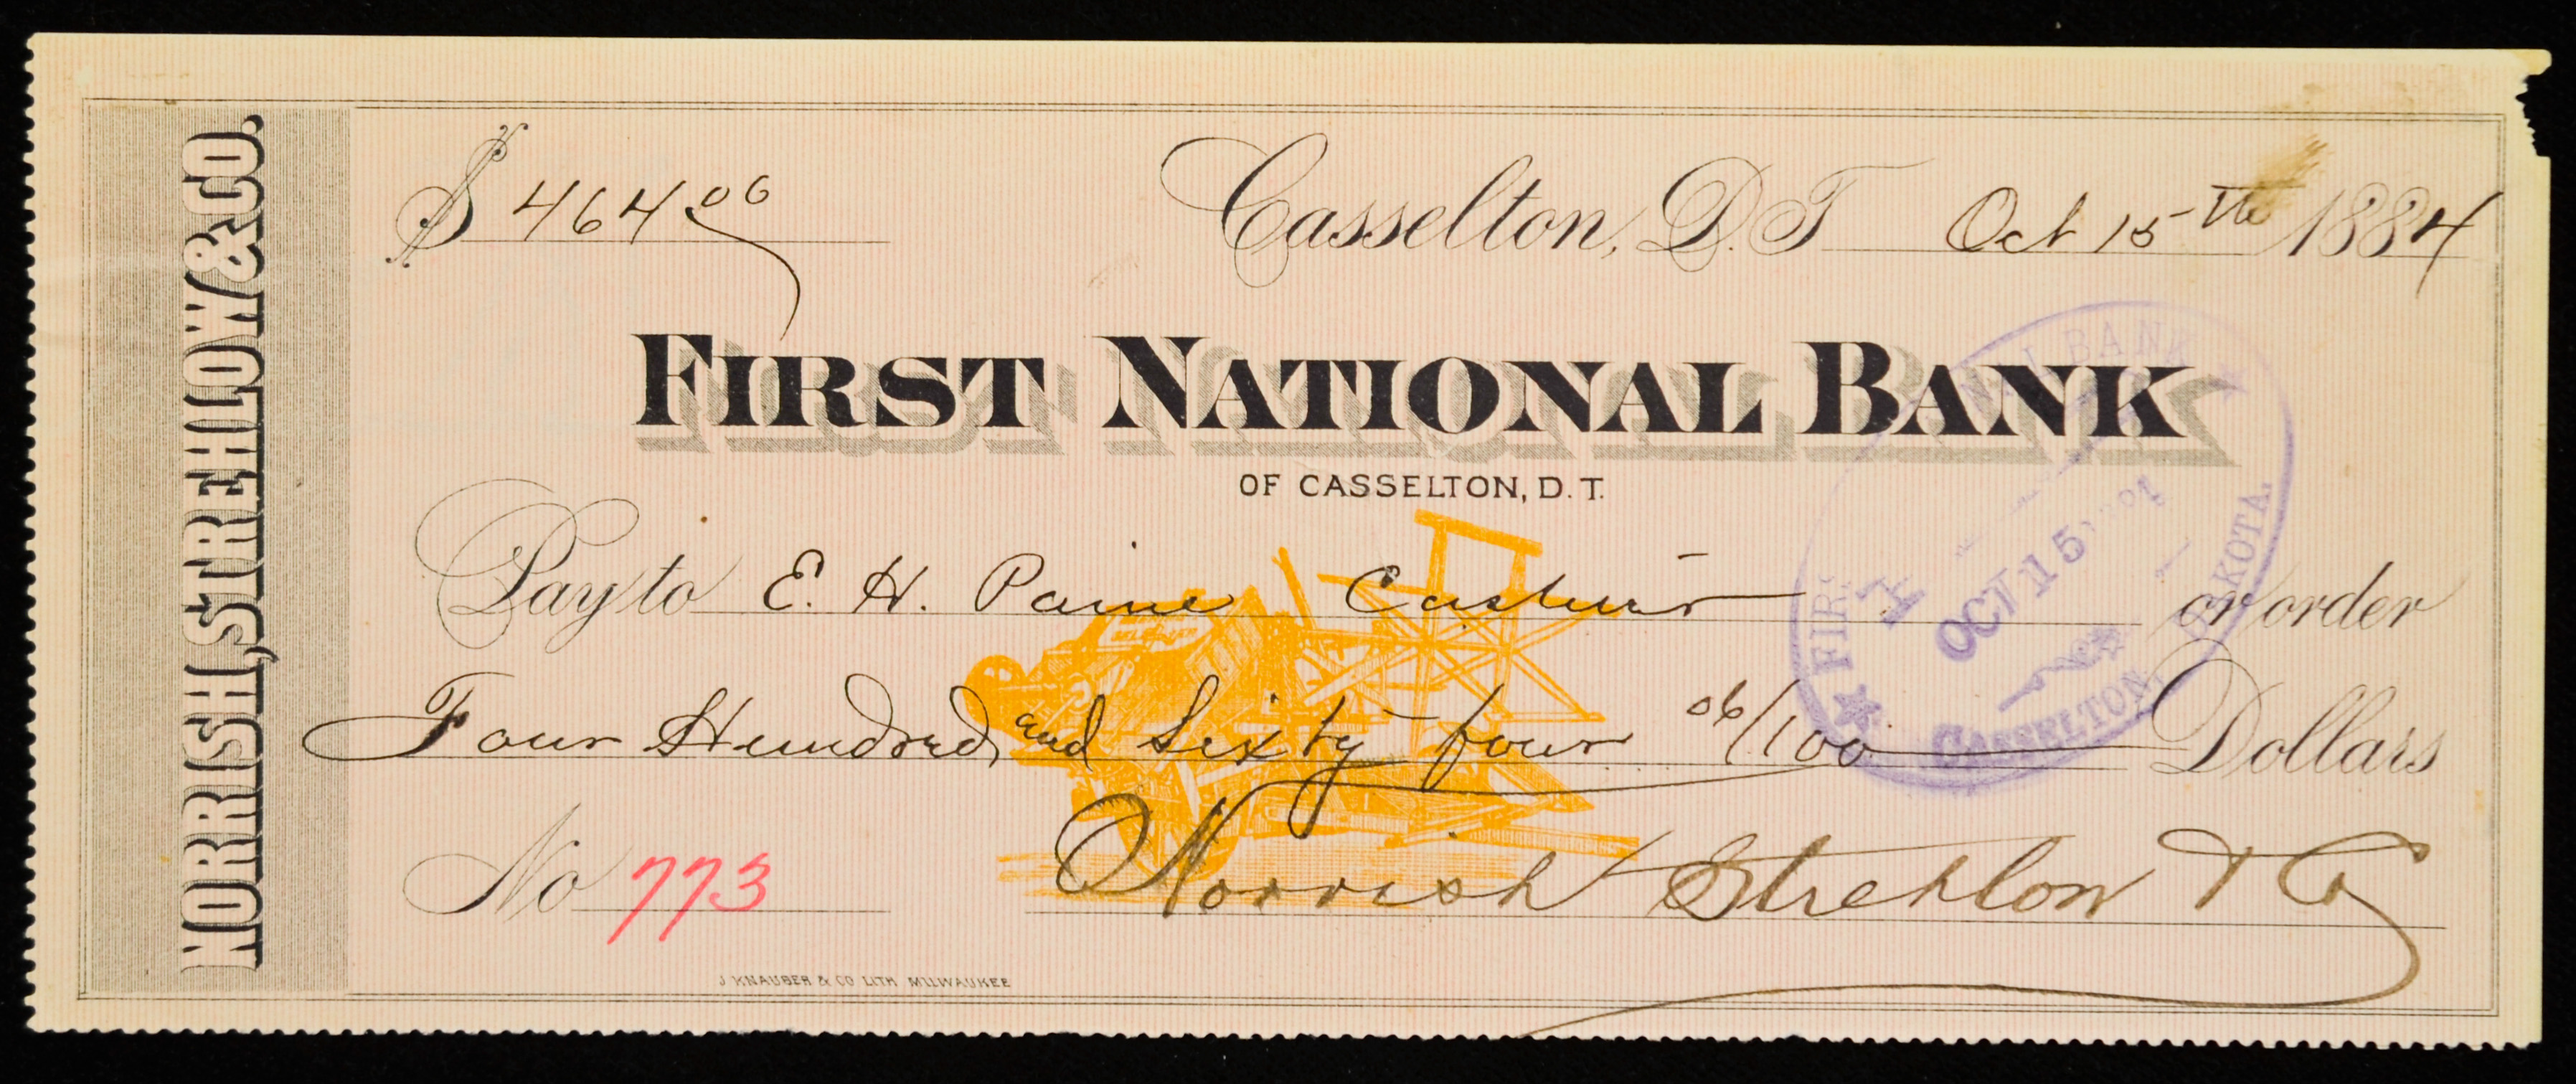 NORRISH, STREHLOW & CO.
$ 464 06
Casselton, D.T. Oct 15th 1884
FIRST NATIONAL BANK
OF CASSELTON, D.T.
Pay to E. H. Paine Cashier or order
Four Hundred and Sixty four 06/100 Dollars
No 773
Norrish Strehlow & Co
J KNAUBER & CO LITH MILWAUKEE
BANK
OCT 15
CASSELTON,